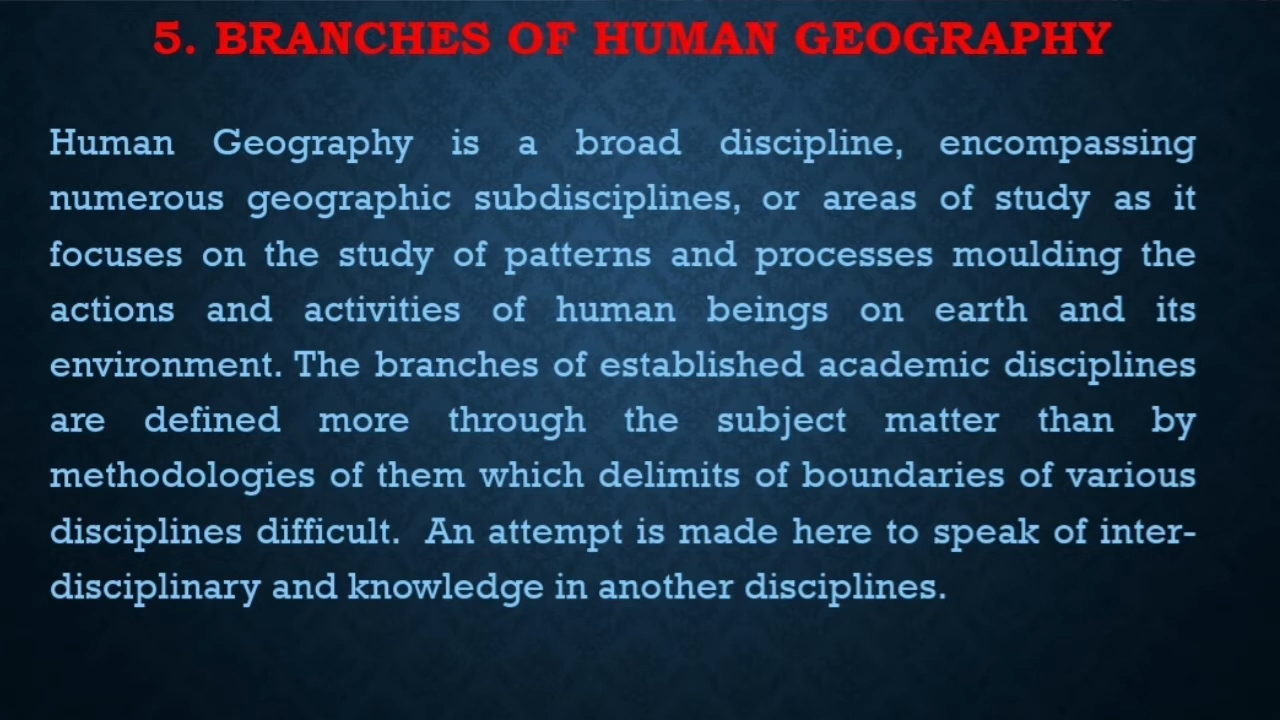 5. BRANCHES OF HUMAN GEOGRAPHY
Human Geography is a broad discipline, encompassing
numerous geographic subdisciplines, or areas of study as it
focuses on the study of patterns and processes moulding the
actions and activities of human beings on earth and its
environment. The branches of established academic disciplines
are defined more through the subject matter than by
methodologies of them which delimits of boundaries of various
disciplines difficult. An attempt is made here to speak of inter-
disciplinary and knowledge in another disciplines.